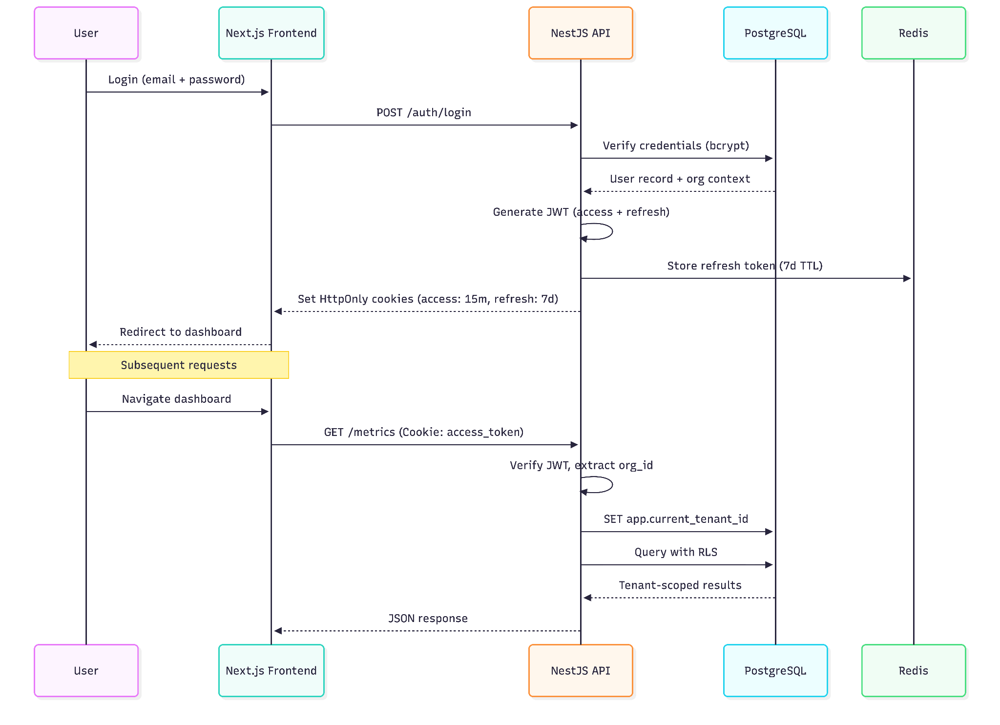 User
Next.js Frontend
NestJS API
PostgreSQL
Redis
Login (email + password)
POST /auth/login
Verify credentials (bcrypt)
User record + org context
Generate JWT (access + refresh)
Store refresh token (7d TTL)
Set HttpOnly cookies (access: 15m, refresh: 7d)
Redirect to dashboard
Subsequent requests
Navigate dashboard
GET /metrics (Cookie: access_token)
Verify JWT, extract org_id
SET app.current_tenant_id
Query with RLS
Tenant-scoped results
JSON response
User
Next.js Frontend
NestJS API
PostgreSQL
Redis